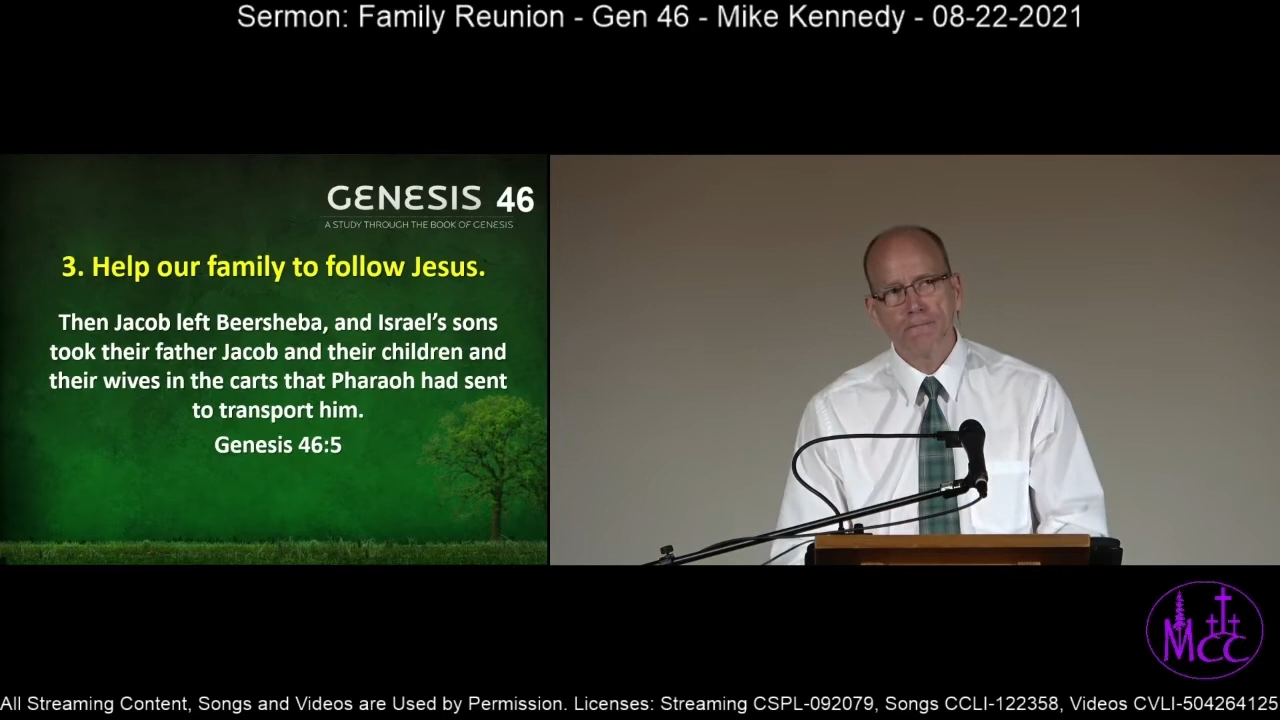 Sermon: Family Reunion - Gen 46 - Mike Kennedy - 08-22-2021
GENESIS 46
A STUDY THROUGH THE BOOK OF GENESIS
3. Help our family to follow Jesus.
Then Jacob left Beersheba, and Israel’s sons
took their father Jacob and their children and
their wives in the carts that Pharaoh had sent
to transport him.
Genesis 46:5
MCC
All Streaming Content, Songs and Videos are Used by Permission. Licenses: Streaming CSPL-092079, Songs CCLI-122358, Videos CVLI-504264125